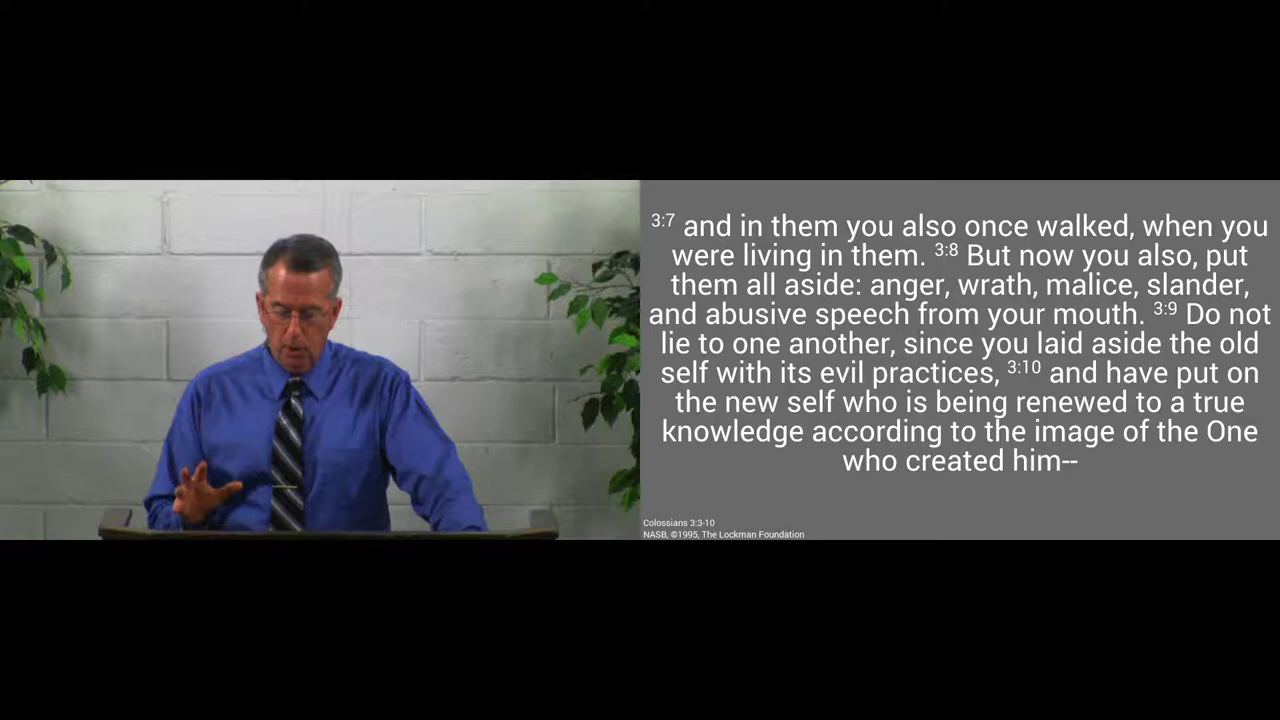 3:7 and in them you also once walked, when you
were living in them. 3:8 But now you also, put
them all aside: anger, wrath, malice, slander,
and abusive speech from your mouth. 3:9 Do not
lie to one another, since you laid aside the old
self with its evil practices, 3:10 and have put on
the new self who is being renewed to a true
knowledge according to the image of the One
who created him--
Colossians 3:3-10
NASB, ©1995, The Lockman Foundation